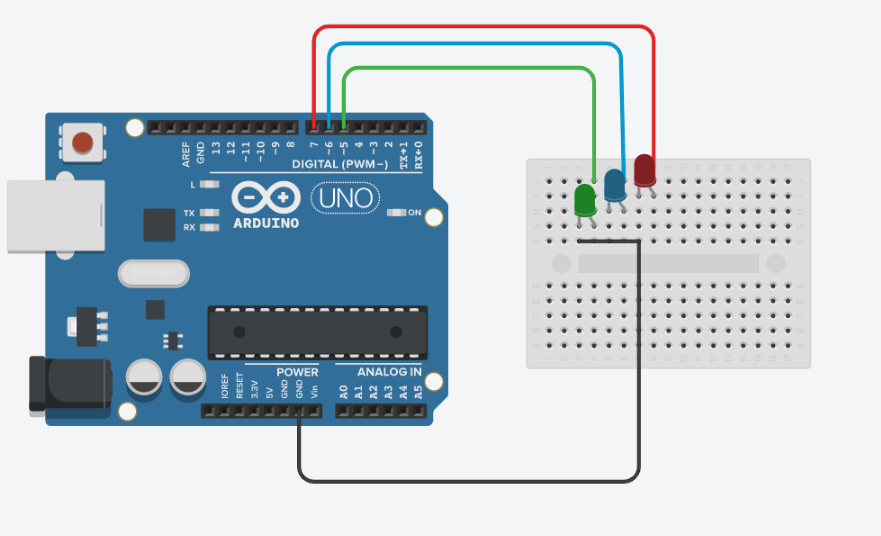 AREF
GND
13
12
~11
~10
~9
8
7
~6
~5
4
~3
2
TX→1
RX←0
DIGITAL (PWM~)
L
TX
RX
ARDUINO
UNO
ON
POWER
ANALOG IN
IOREF
RESET
3.3V
5V
GND
GND
Vin
A0
A1
A2
A3
A4
A5